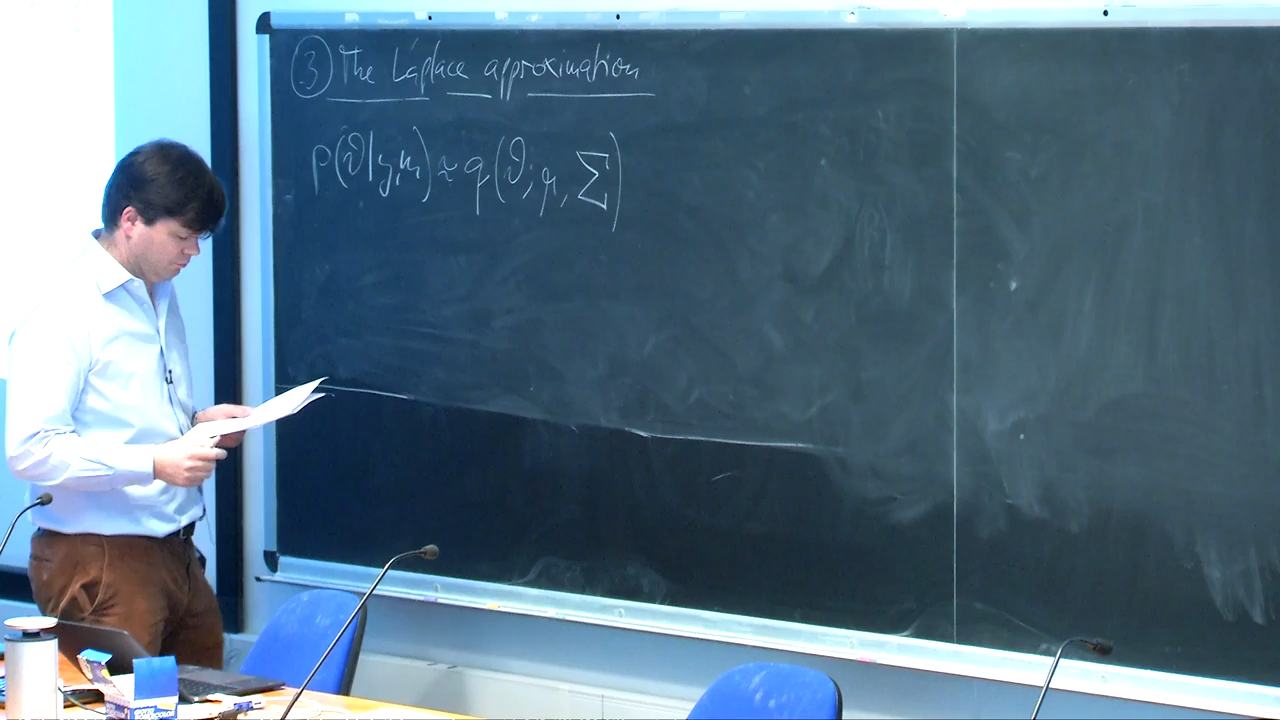 ③ The Laplace approximation
p(ϑ|y,m) ≈ q(ϑ; μ, Σ)